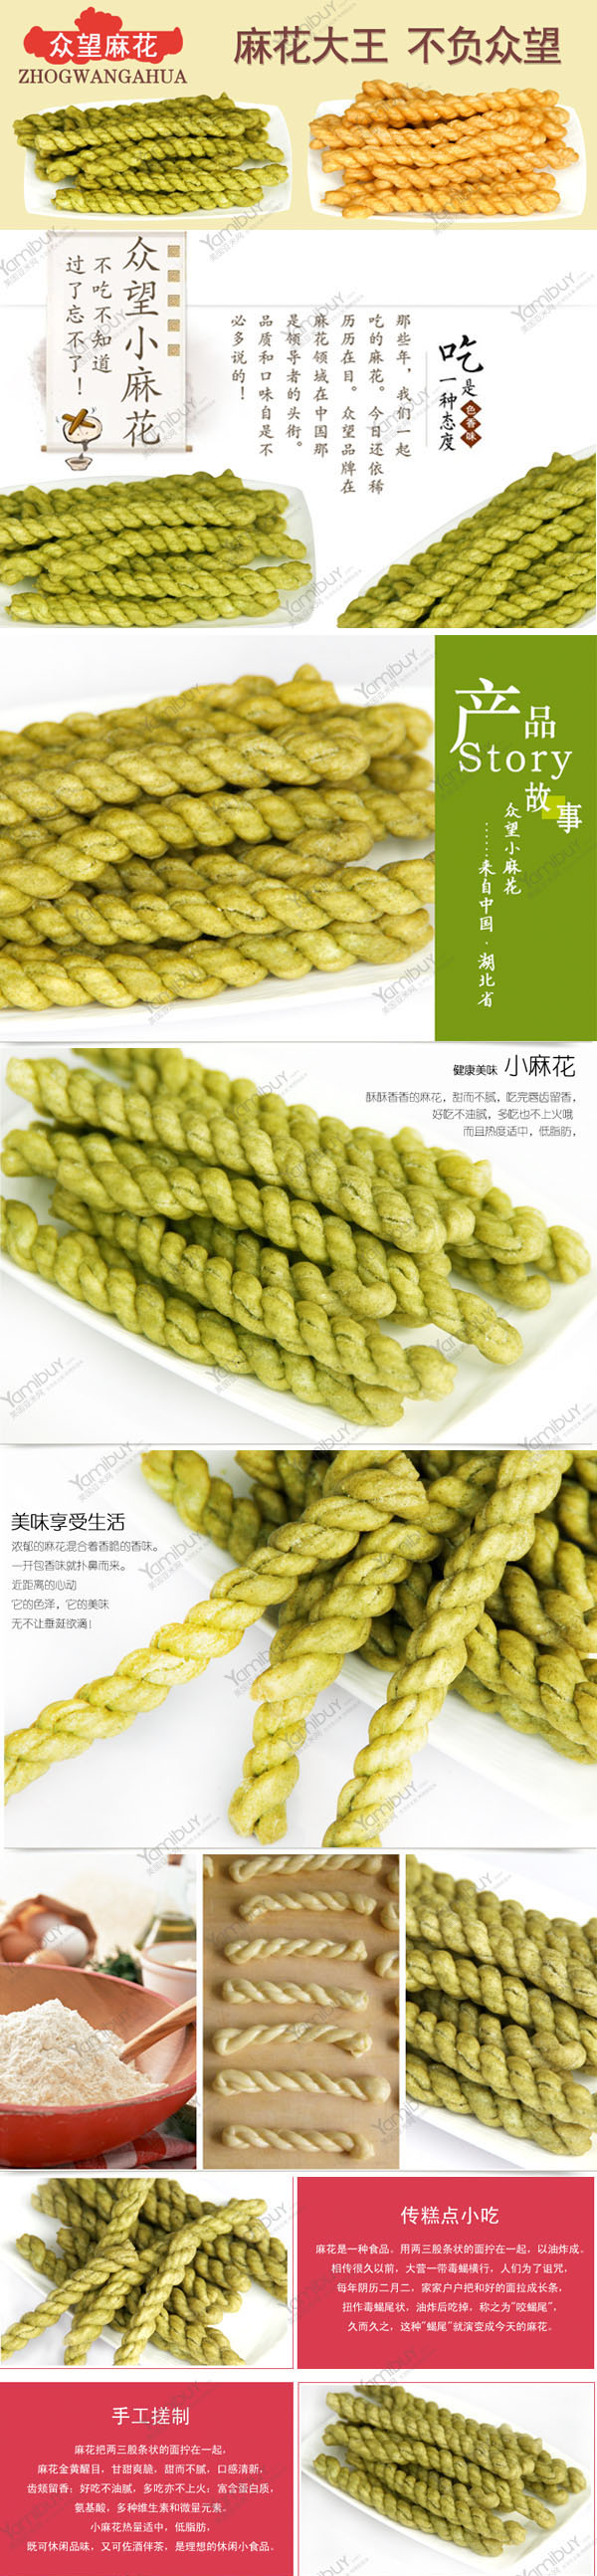 众望麻花
ZHOGWANGAHUA
麻花大王 不负众望
众望小麻花
不吃不知道
过了忘不了！
吃是
一种态度
色香味
那些年，我们一起
吃的麻花。今日还依稀
历历在目。众望品牌在
麻花领域在中国那
是领导者的头衔。
品质和口味自是不
必多说的！
产品
Story
故事
众望小麻花
……来自中国·湖北省
健康美味 小麻花
酥酥香香的麻花，甜而不腻，吃完唇齿留香，
好吃不油腻，多吃也不上火哦
而且热度适中，低脂肪，
美味享受生活
浓郁的麻花混合着香脆的香味。
一开包香味就扑鼻而来。
近距离的心动
它的色泽，它的美味
无不让垂涎欲滴！
传糕点小吃
麻花是一种食品，用两三股条状的面拧在一起，以油炸成。
相传很久以前，大营一带毒蝎横行，人们为了诅咒，
每年阴历二月二，家家户户把和好的面拉成长条，
扭作毒蝎尾状，油炸后吃掉，称之为"咬蝎尾"，
久而久之，这种"蝎尾"就演变成今天的麻花。
手工搓制
麻花把两三股条状的面拧在一起，
麻花金黄醒目，甘甜爽脆，甜而不腻，口感清新，
齿颊留香；好吃不油腻，多吃亦不上火；富含蛋白质，
氨基酸，多种维生素和微量元素。
小麻花热量适中，低脂肪，
既可休闲品味，又可佐酒伴茶，是理想的休闲小食品。